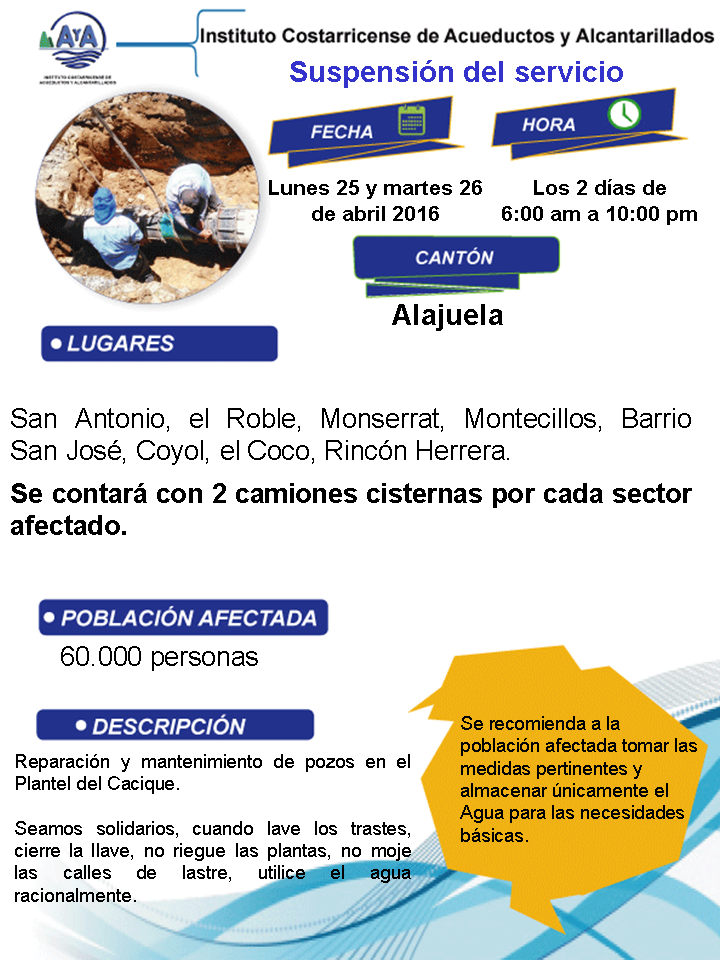 AyA
INSTITUTO COSTARRICENSE DE
ACUEDUCTOS Y ALCANTARILLADOS
Instituto Costarricense de Acueductos y Alcantarillados
Suspensión del servicio
FECHA
HORA
Lunes 25 y martes 26
de abril 2016
Los 2 días de
6:00 am a 10:00 pm
CANTÓN
Alajuela
• LUGARES
San Antonio, el Roble, Monserrat, Montecillos, Barrio
San José, Coyol, el Coco, Rincón Herrera.
Se contará con 2 camiones cisternas por cada sector
afectado.
• POBLACIÓN AFECTADA
60.000 personas
• DESCRIPCIÓN
Reparación y mantenimiento de pozos en el
Plantel del Cacique.
Seamos solidarios, cuando lave los trastes,
cierre la llave, no riegue las plantas, no moje
las calles de lastre, utilice el agua
racionalmente.
Se recomienda a la
población afectada tomar las
medidas pertinentes y
almacenar únicamente el
Agua para las necesidades
básicas.